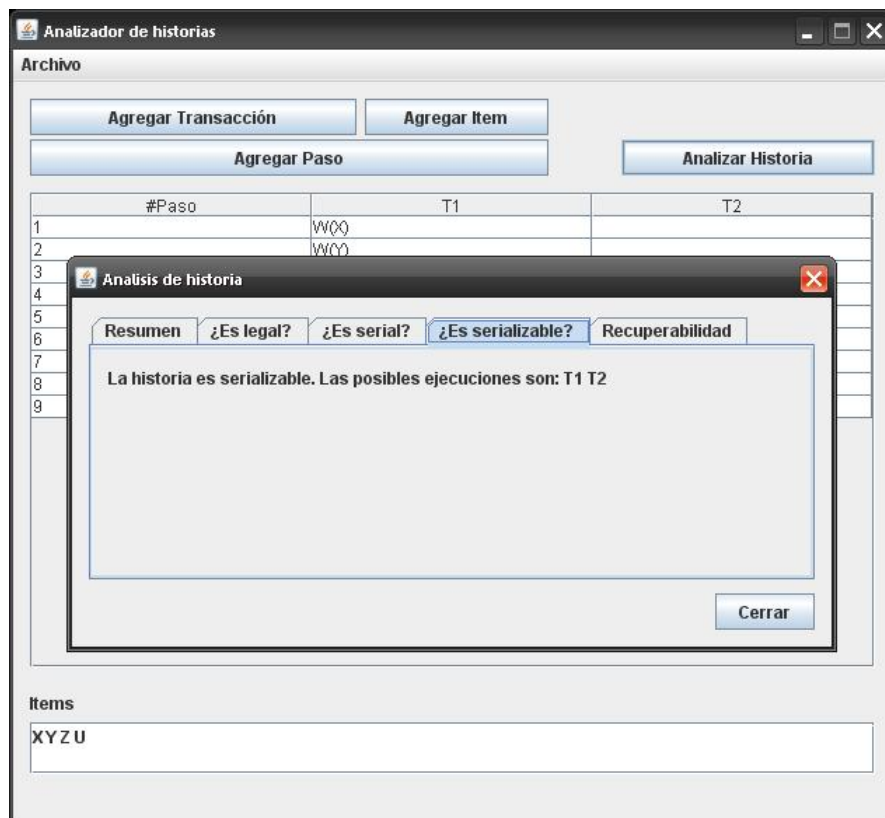 Analizador de historias
Archivo
Agregar Transacción Agregar Item
Agregar Paso Analizar Historia
#Paso T1 T2
1 W(X)
2 W(Y)
3
4
5
6
7
8
9
Analisis de historia
Resumen ¿Es legal? ¿Es serial? ¿Es serializable? Recuperabilidad
La historia es serializable. Las posibles ejecuciones son: T1 T2
Cerrar
Items
X Y Z U